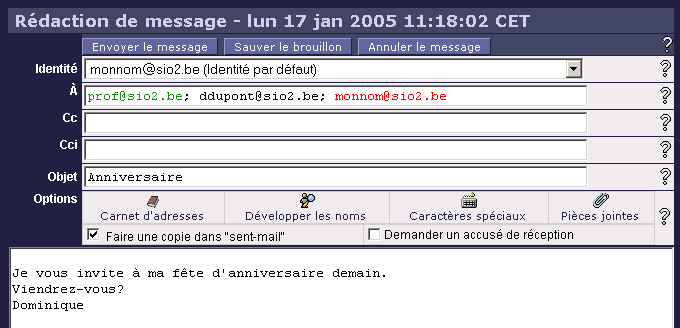 Rédaction de message - lun 17 jan 2005 11:18:02 CET
Envoyer le message Sauver le brouillon Annuler le message ?
Identité monnom@sio2.be (Identité par défaut) ?
À prof@sio2.be; ddupont@sio2.be; monnom@sio2.be ?
Cc ?
Cci ?
Objet Anniversaire ?
Options Carnet d'adresses Développer les noms Caractères spéciaux Pièces jointes ?
Faire une copie dans "sent-mail" Demander un accusé de réception
Je vous invite à ma fête d'anniversaire demain.
Viendrez-vous?
Dominique